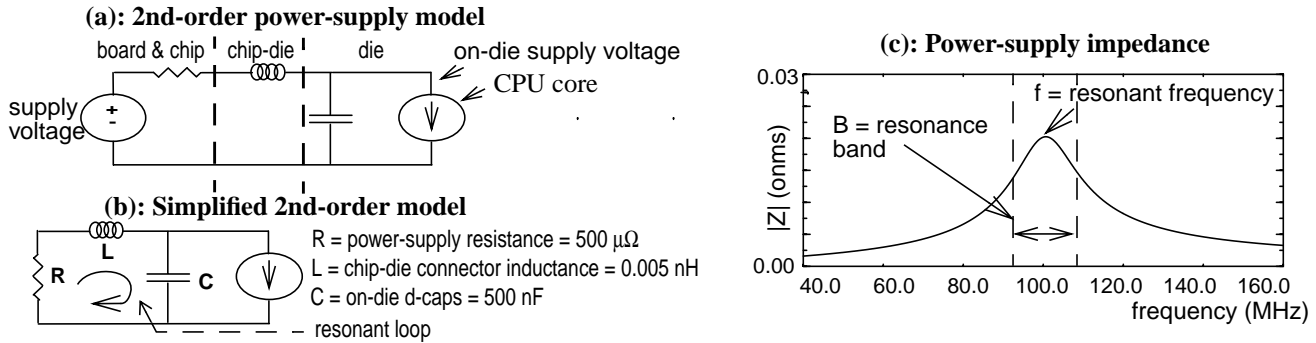 (a): 2nd-order power-supply model
board & chip
chip-die
die
on-die supply voltage
CPU core
supply
voltage
+
-
(b): Simplified 2nd-order model
L
R
C
R = power-supply resistance = 500 μΩ
L = chip-die connector inductance = 0.005 nH
C = on-die d-caps = 500 nF
resonant loop
(c): Power-supply impedance
0.03
0.00
|Z| (onms)
f = resonant frequency
B = resonance
band
40.0 60.0 80.0 100.0 120.0 140.0 160.0
frequency (MHz)